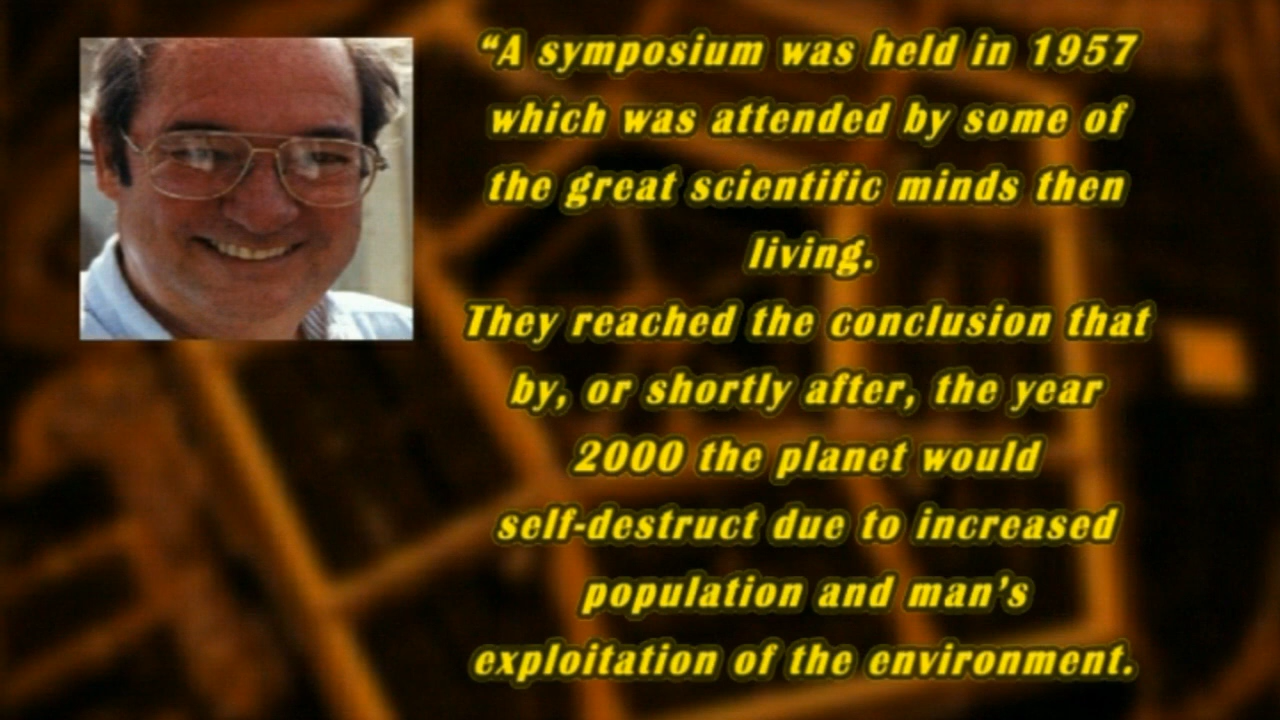 “A symposium was held in 1957
which was attended by some of
the great scientific minds then
living.
They reached the conclusion that
by, or shortly after, the year
2000 the planet would
self-destruct due to increased
population and man’s
exploitation of the environment.